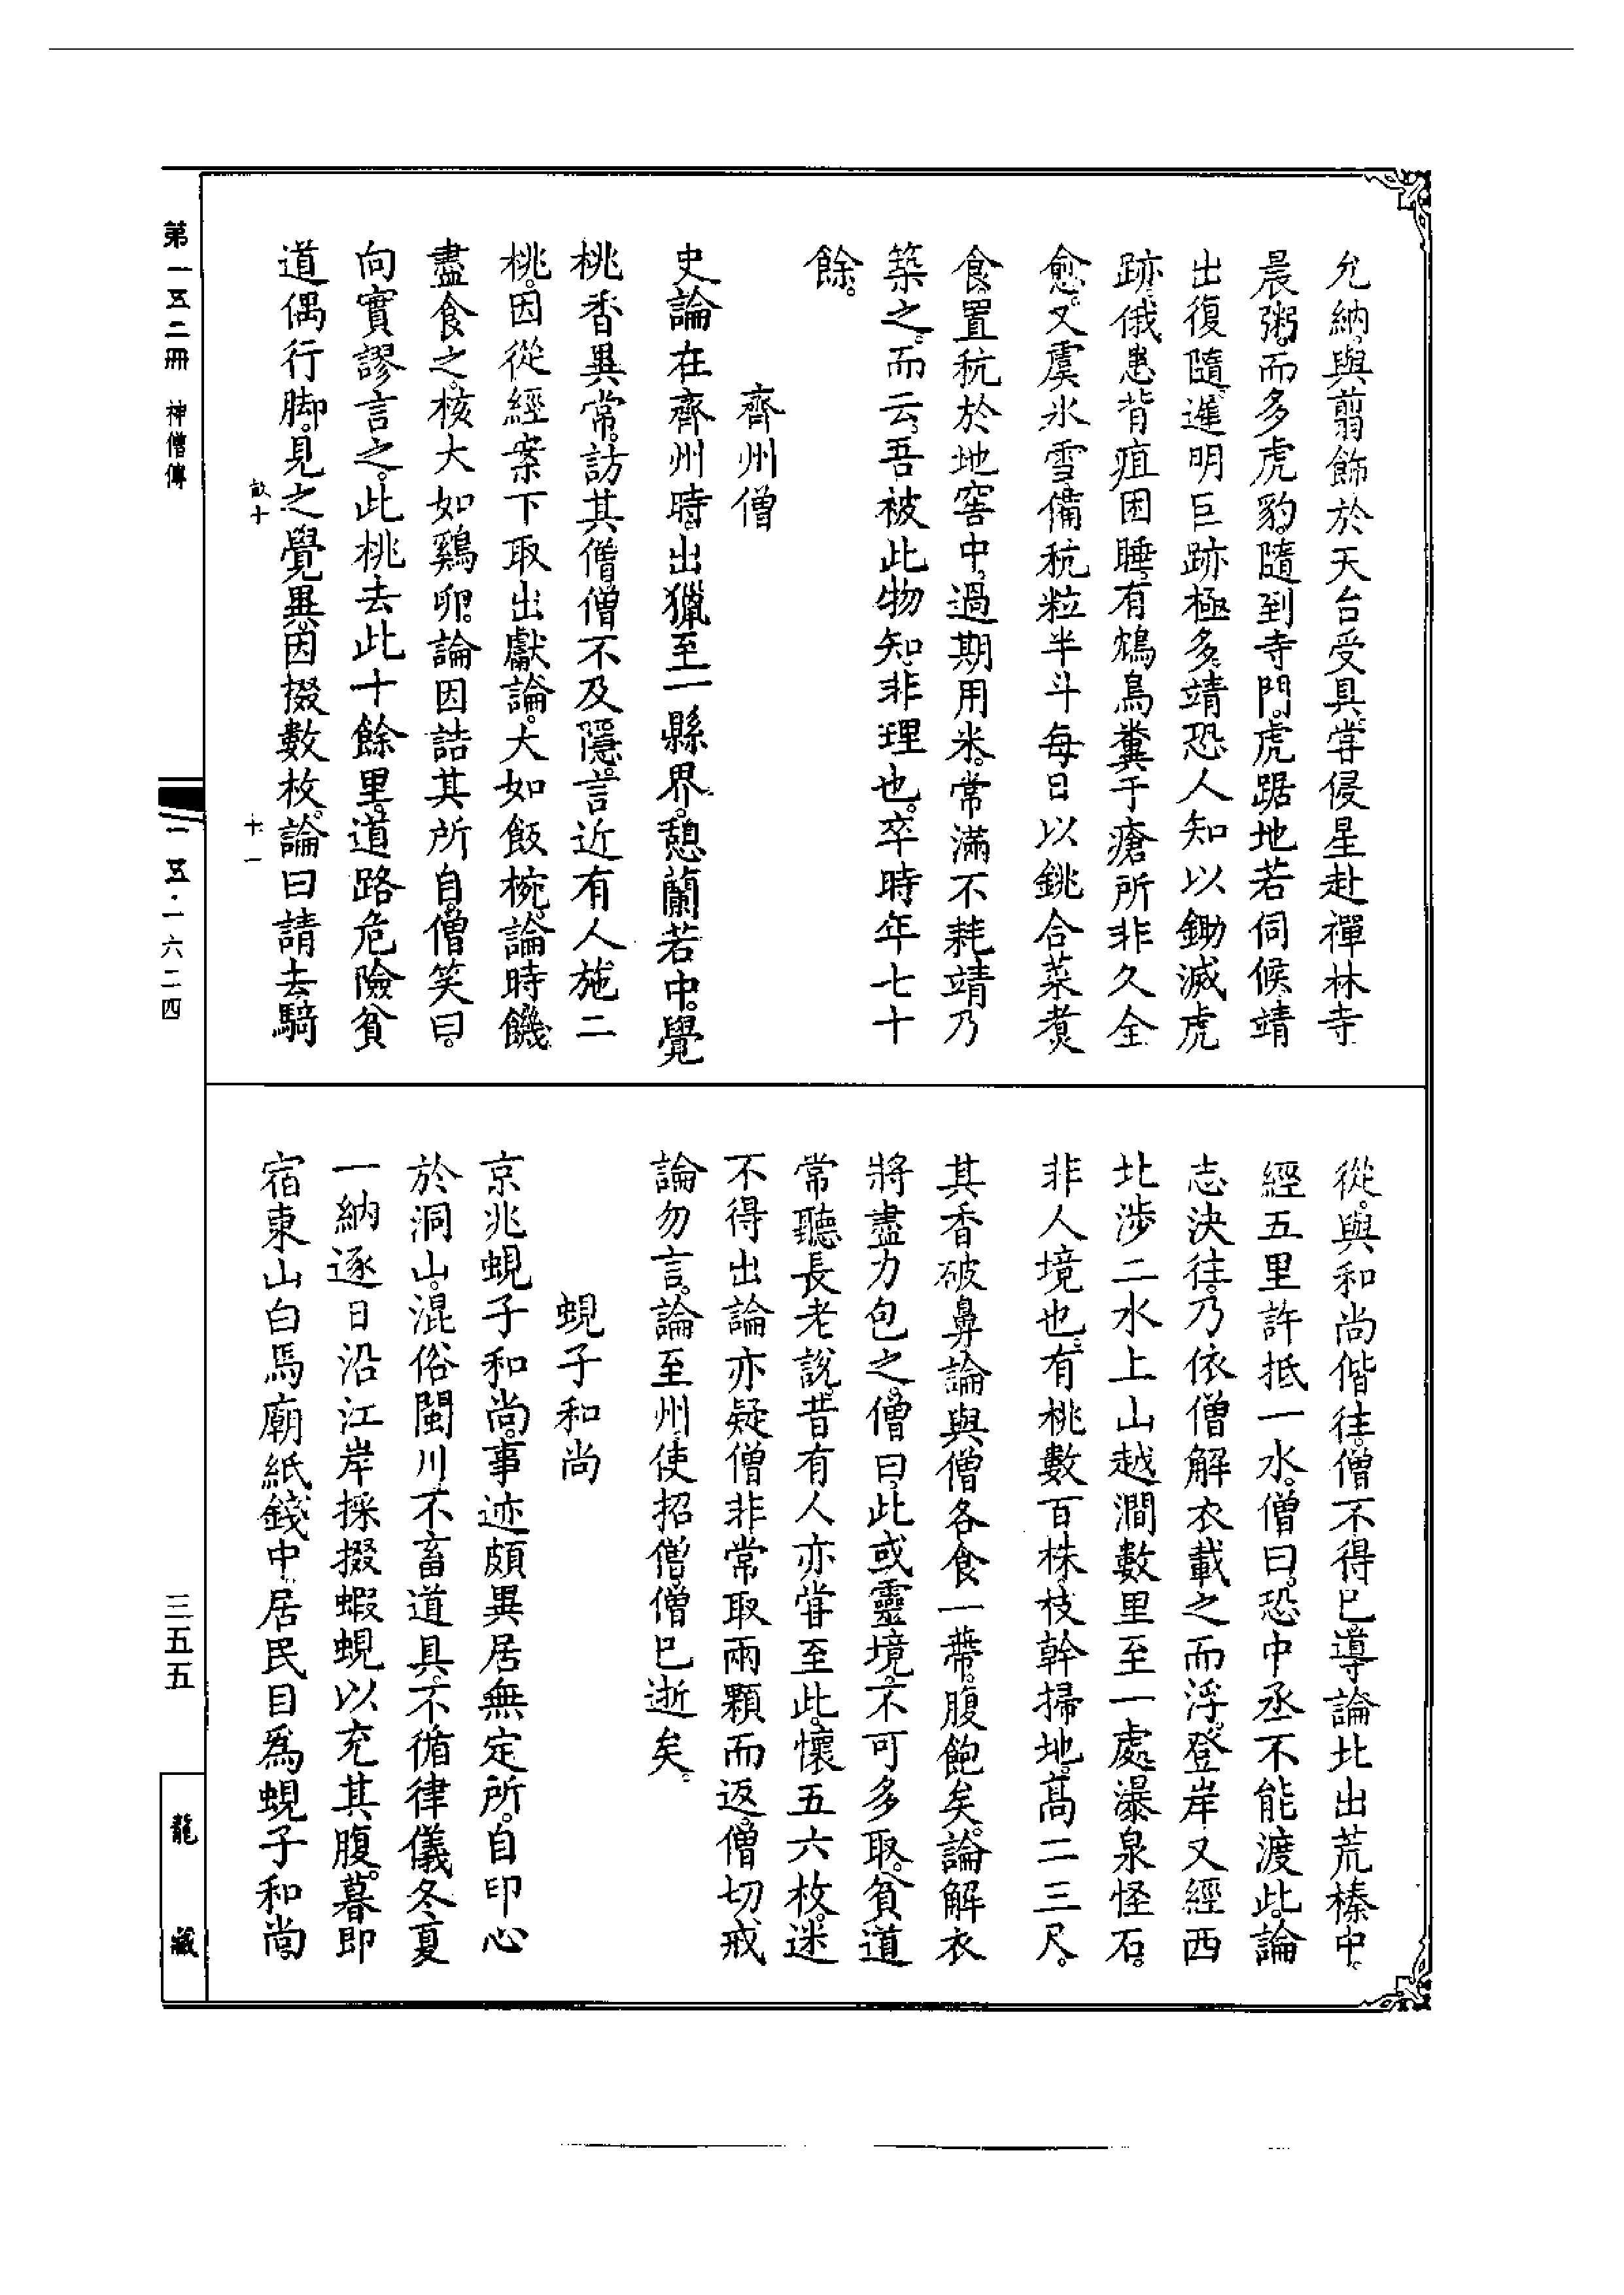 允納。與翦飾於天台受具。甞侵星赴禪林寺
晨粥。而多虎豹。隨到寺門。虎踞地若伺候。靖
出復隨。遲明巨跡極多。靖恐人知以鋤滅虎
跡。俄患背疽困睡。有鴆鳥糞于瘡所非久全
愈。又虞氷雪備秔粒半斗每日以銚合菜煑
食。置秔於地窖中。過期用米。常滿不耗靖乃
築之。而云。吾被此物知非理也。卒時年七十
餘。
齊州僧
史論在齊州時。出獵至一縣界。憩蘭若中。覺
桃香異常。訪其僧僧不及隱。言近有人施二
桃。因從經案下取出獻論。大如飯椀。論時饑
盡食之。核大如鷄卵。論因詰其所自。僧笑曰。
向實謬言之。此桃去此十餘里。道路危險貧
道偶行脚。見之覺異。因掇數枚。論曰請去騎
從。與和尚偕往。僧不得已。導論北出荒榛中。
經五里許抵一水。僧曰。恐中丞不能渡此。論
志決往。乃依僧解衣載之而浮。登岸又經西
北涉二水上山越澗數里至一處。瀑泉怪石。
非人境也。有桃數百株。枝幹掃地。高二三尺。
其香破鼻論與僧各食一蔕。腹飽矣。論解衣
將盡力包之。僧曰。此或靈境。不可多取。貧道
常聽長老說。昔有人亦甞至此。懷五六枚。迷
不得出論亦疑僧非常取兩顆而返。僧切戒
論勿言。論至州使招僧。僧已逝矣。
蜆子和尚
京兆蜆子和尚。事迹頗異居無定所。自印心
於洞山。混俗閩川。不畜道具。不循律儀冬夏
一納逐日沿江岸採掇蝦蜆以充其腹。暮即
宿東山白馬廟紙錢中。居民目爲蜆子和尚
第一五二冊 神僧傳
一五·一六二四
三五五
龍藏
十一